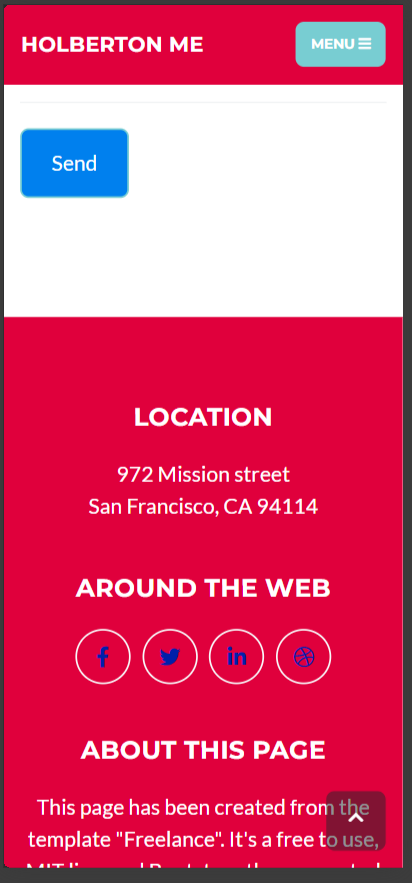 HOLBERTON ME
MENU
Send
LOCATION
972 Mission street
San Francisco, CA 94114
AROUND THE WEB
ABOUT THIS PAGE
This page has been created from the
template "Freelance". It's a free to use,